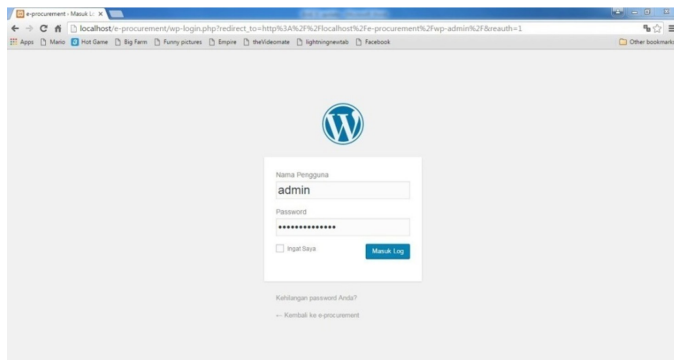 e-procurement › Masuk Lo
localhost/e-procurement/wp-login.php?redirect_to=http%3A%2F%2Flocalhost%2Fe-procurement%2Fwp-admin%2F&reauth=1
Apps Mario Hot Game Big Farm Funny pictures Empire theVideomate lightningnewtab Facebook Other bookmarks
Nama Pengguna
admin
Password
Ingat Saya Masuk Log
Kehilangan password Anda?
← Kembali ke e-procurement